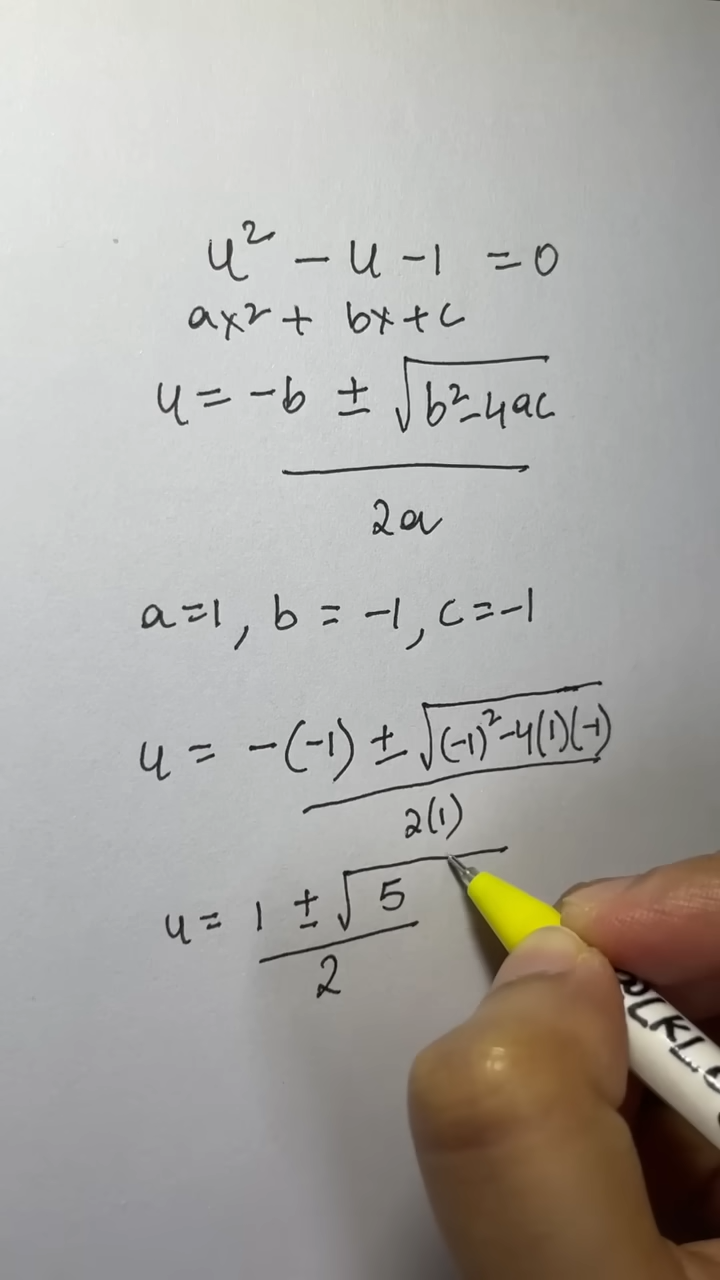 u² - u - 1 = 0
ax² + bx + c
u = -b ± √b²-4ac
2a
a=1, b = -1, c=-1
u = -(-1) ± √(-1)²-4(1)(-1)
2(1)
u = 1 ± √5
2